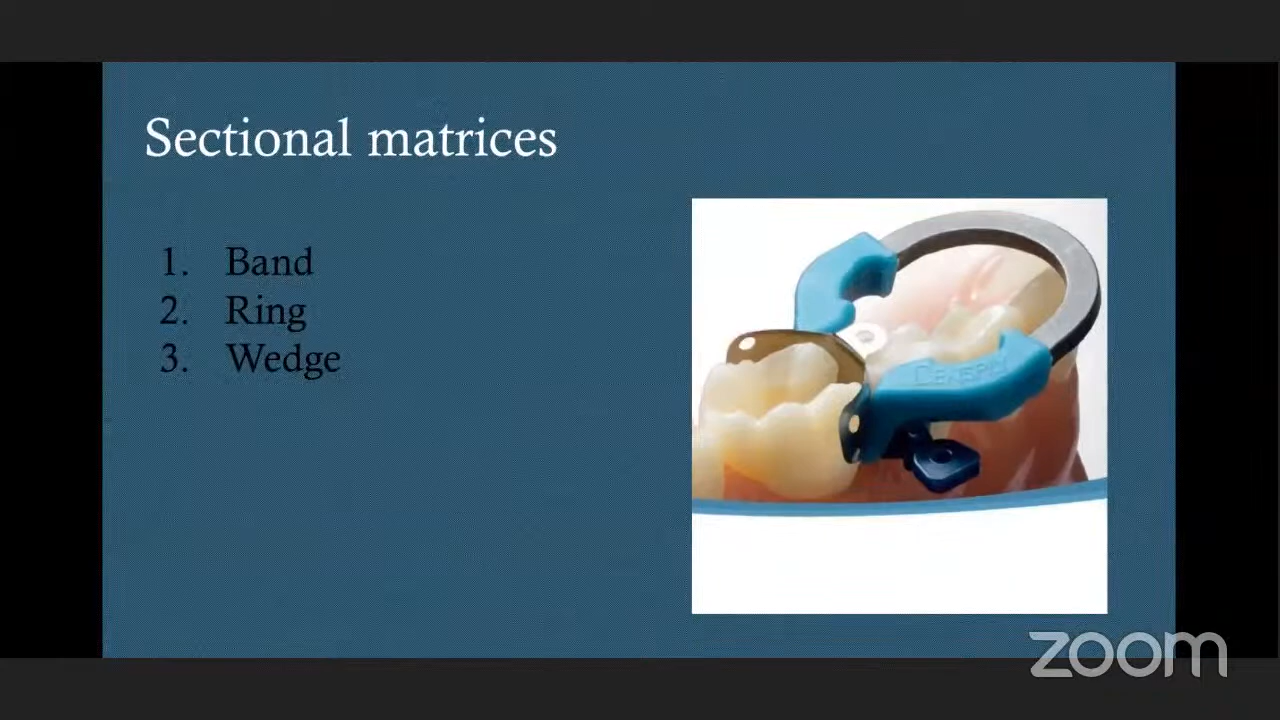 Sectional matrices
1. Band
2. Ring
3. Wedge
zoom